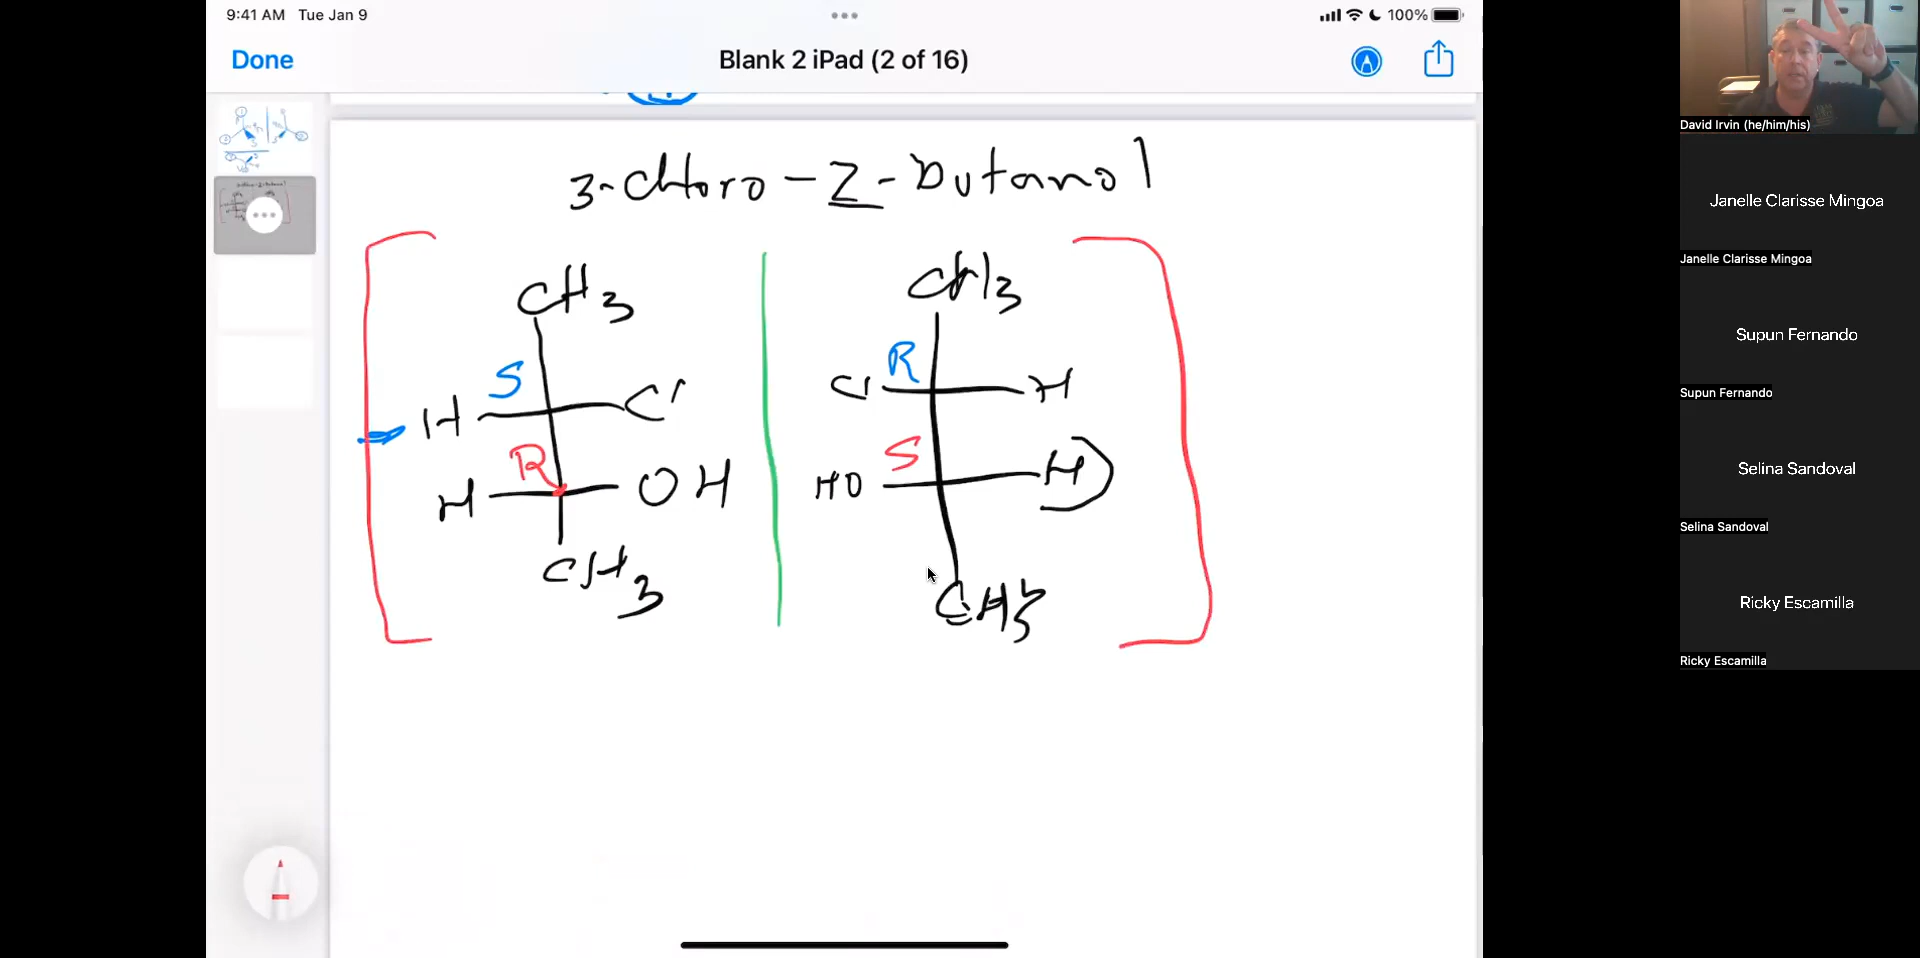 9:41 AM Tue Jan 9
100%
Done
Blank 2 iPad (2 of 16)
3-Chloro-2-Butanol
CH3
CH3
S
R
H
Cl
Cl
H
R
S
H
OH
HO
H
CH3
CH3
David Irvin (he/him/his)
Janelle Clarisse Mingoa
Janelle Clarisse Mingoa
Supun Fernando
Supun Fernando
Selina Sandoval
Selina Sandoval
Ricky Escamilla
Ricky Escamilla